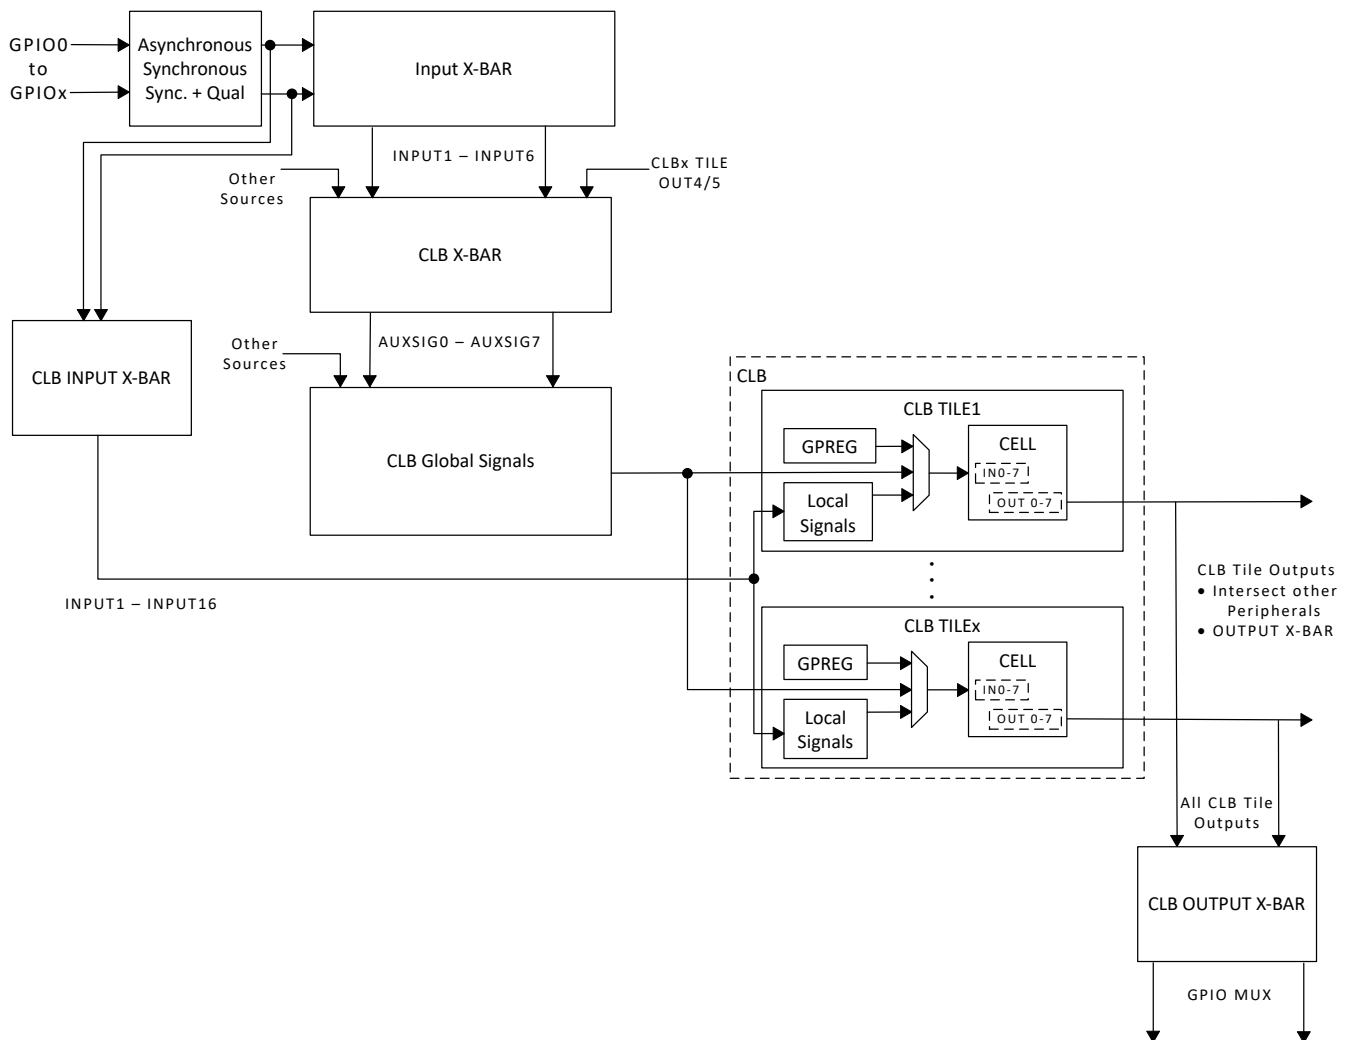 GPIO0
to
GPIOx
Asynchronous
Synchronous
Sync. + Qual
Input X-BAR
INPUT1 – INPUT6
Other
Sources
CLBx TILE
OUT4/5
CLB X-BAR
AUXSIG0 – AUXSIG7
Other
Sources
CLB INPUT X-BAR
CLB Global Signals
INPUT1 – INPUT16
CLB
CLB TILE1
GPREG
CELL
IN0-7
OUT 0-7
Local
Signals
CLB TILEx
GPREG
CELL
IN0-7
OUT 0-7
Local
Signals
CLB Tile Outputs
• Intersect other
Peripherals
• OUTPUT X-BAR
All CLB Tile
Outputs
CLB OUTPUT X-BAR
GPIO MUX